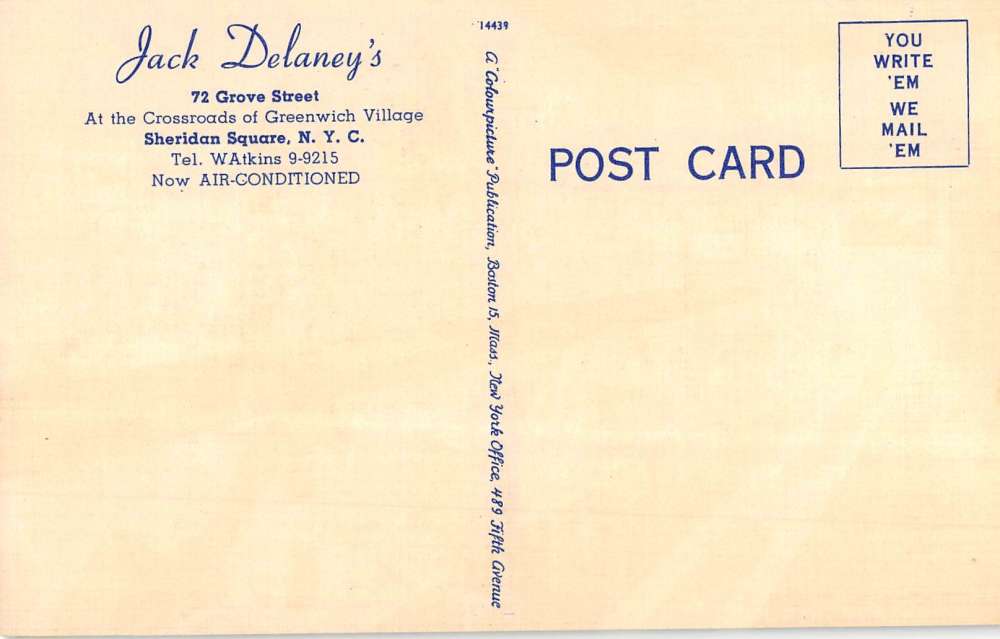 Jack Delaney's
72 Grove Street
At the Crossroads of Greenwich Village
Sheridan Square, N. Y. C.
Tel. WAtkins 9-9215
Now AIR-CONDITIONED
14439
A "Colourpicture" Publication, Boston 15, Mass., New York Office, 489 Fifth Avenue
POST CARD
YOU
WRITE
'EM
WE
MAIL
'EM